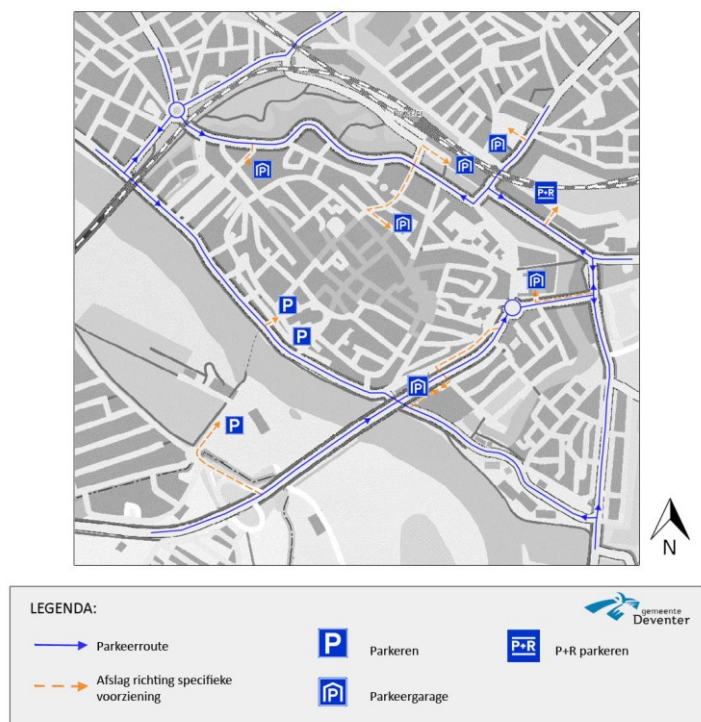 P
P
P
P
P
P+R
P
P
P
P
P
N
LEGENDA:
gemeente
Deventer
Parkeerroute
P
Parkeren
P+R
P+R parkeren
Afslag richting specifieke
voorziening
P
Parkeergarage